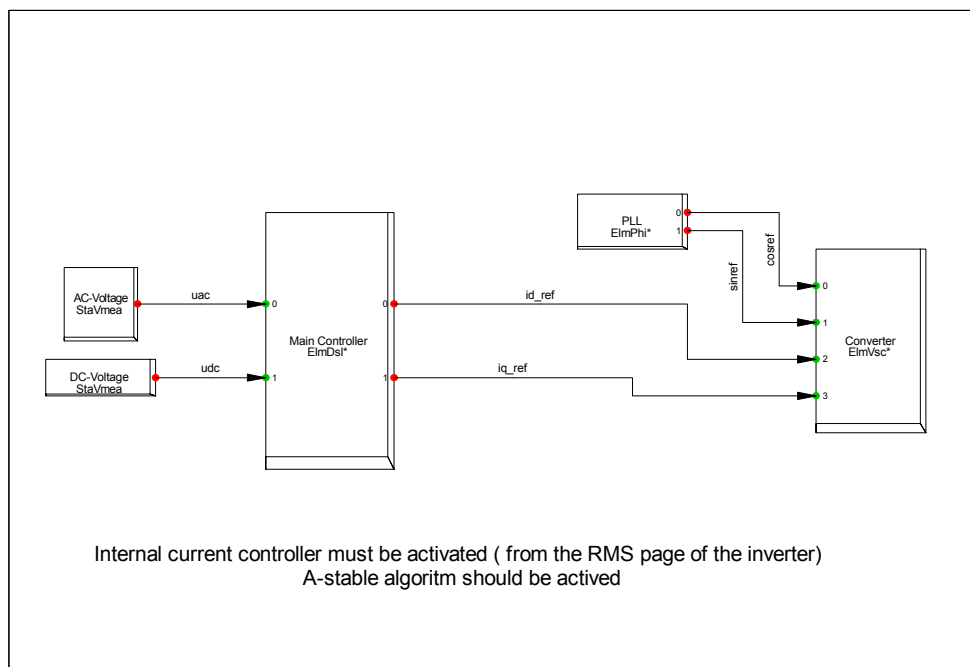 PLL
ElmPhi*
0
1
cosref
sinref
AC-Voltage
StaVmea
uac
0
Main Controller
ElmDsl*
0
id_ref
0
1
Converter
ElmVsc*
2
3
DC-Voltage
StaVmea
udc
1
1
iq_ref
Internal current controller must be activated ( from the RMS page of the inverter)
A-stable algoritm should be actived